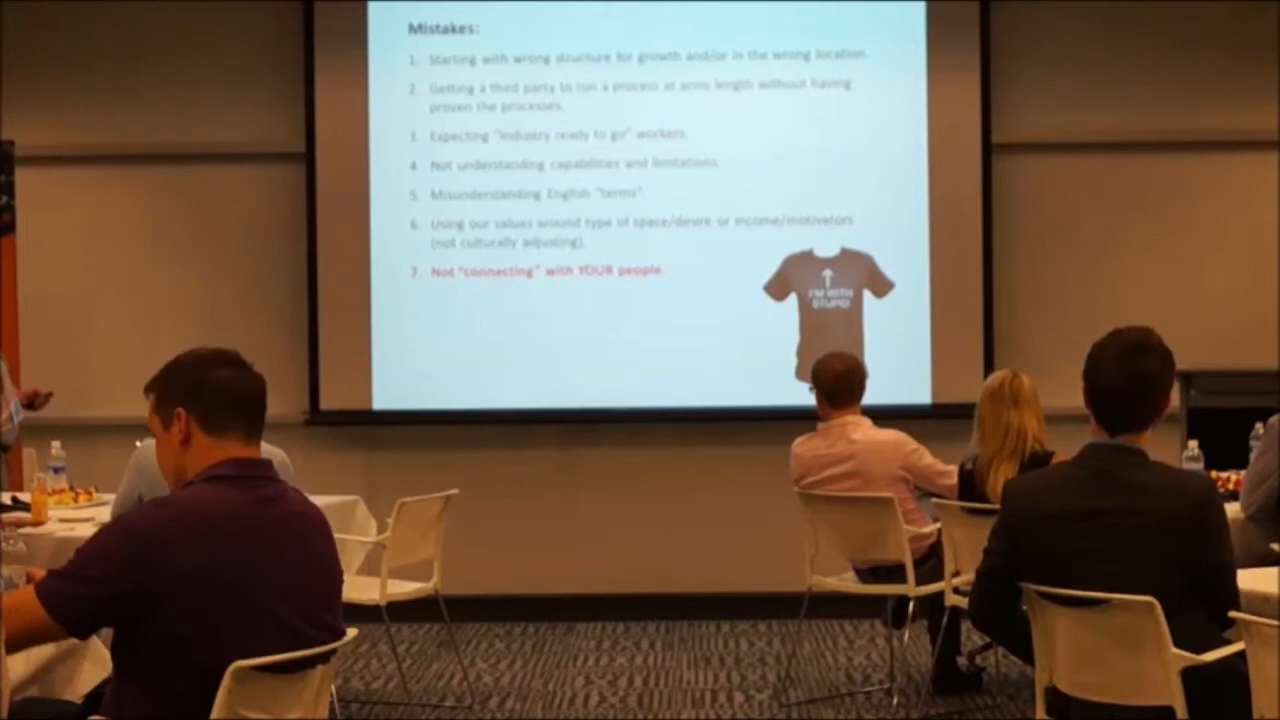 Mistakes:
1. Starting with wrong structure for growth and/or in the wrong location.
2. Getting a third party to run a process at arms length without having
proven the processes.
3. Expecting "industry ready to go" workers.
4. Not understanding capabilities and limitations.
5. Misunderstanding English "terms"
6. Using our values around type of space/desire or income/motivators
(not culturally adjusting).
7. Not "connecting" with YOUR people.
I'M WITH
STUPID